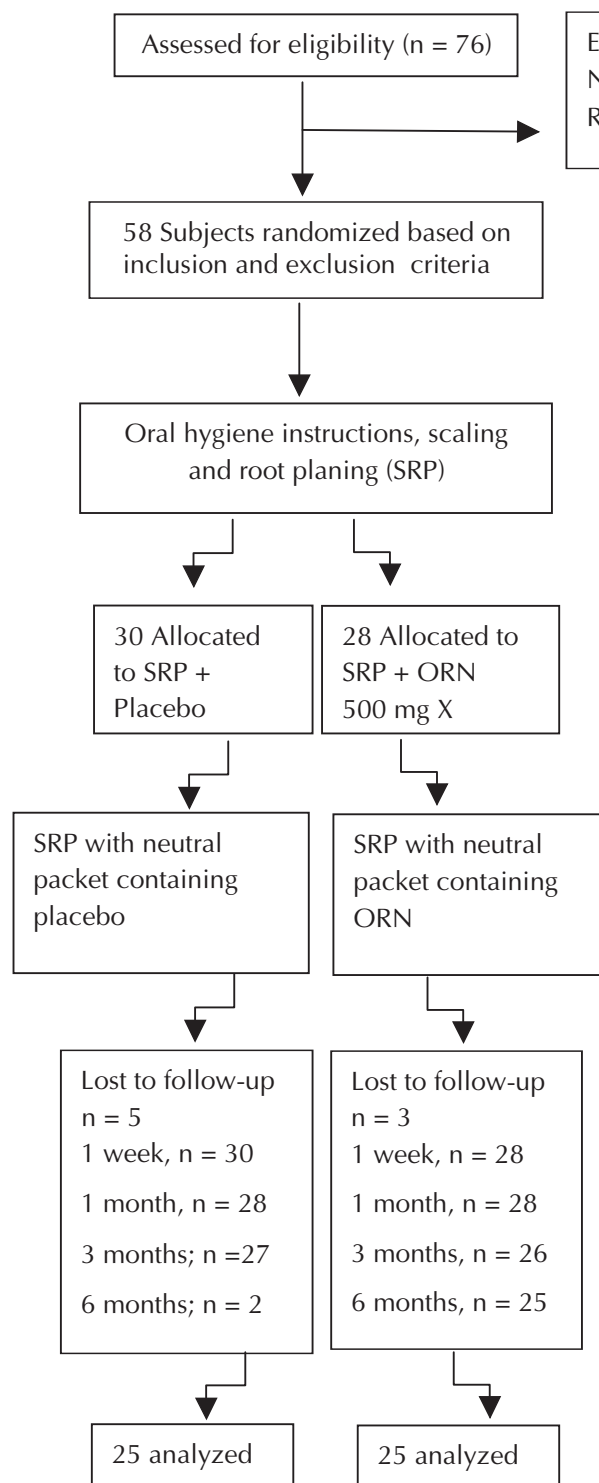 Assessed for eligibility (n = 76)
E
N
R
58 Subjects randomized based on
inclusion and exclusion criteria
Oral hygiene instructions, scaling
and root planing (SRP)
30 Allocated
to SRP +
Placebo
28 Allocated to
SRP + ORN
500 mg X
SRP with neutral
packet containing
placebo
SRP with neutral
packet containing
ORN
Lost to follow-up
n = 5
1 week, n = 30
1 month, n = 28
3 months; n =27
6 months; n = 2
Lost to follow-up
n = 3
1 week, n = 28
1 month, n = 28
3 months, n = 26
6 months, n = 25
25 analyzed
25 analyzed